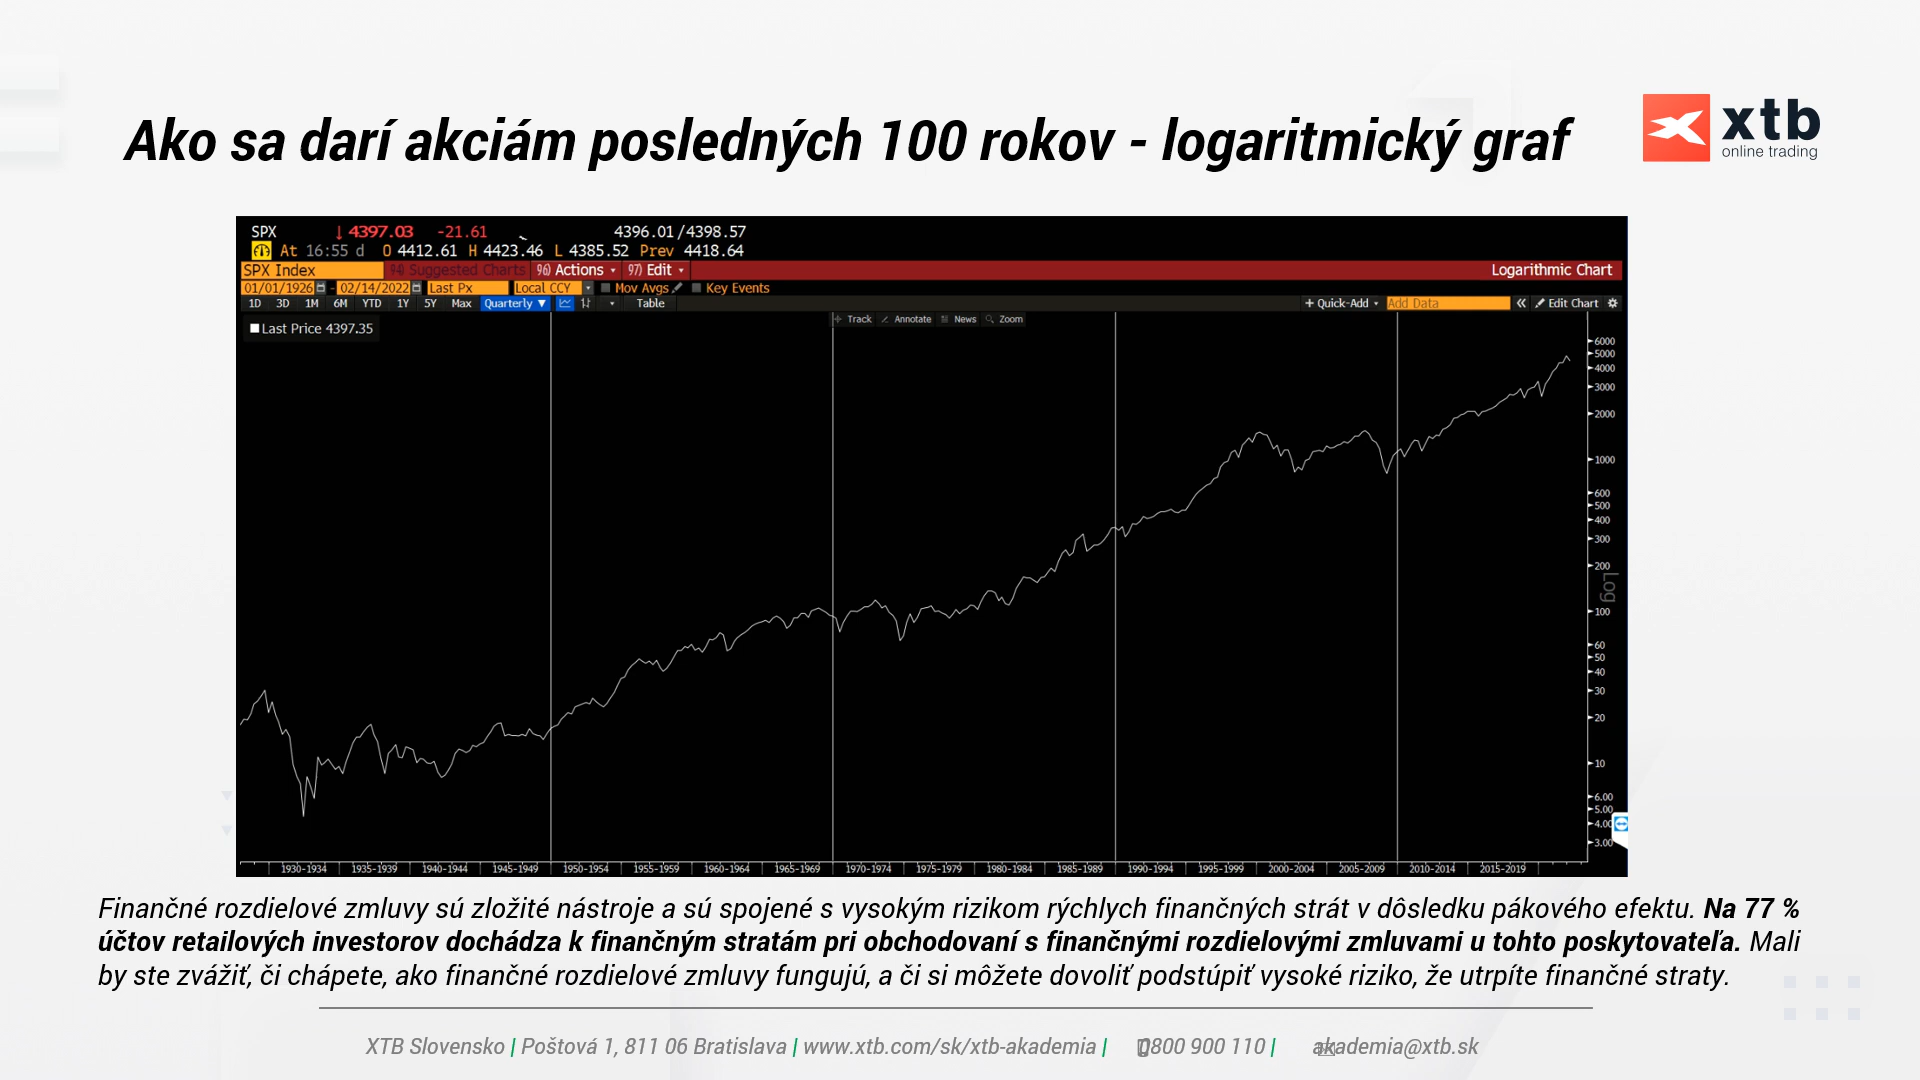 Ako sa darí akciám posledných 100 rokov - logaritmický graf
xtb
online trading
SPX ↓ 4397.03 -21.61 4396.01/4398.57
At 16:55 d O 4412.61 H 4423.46 L 4385.52 Prev 4418.64
SPX Index 94) Suggested Charts 96) Actions 97) Edit Logarithmic Chart
01/01/1926 - 02/14/2022 Last Px Local CCY Mov Avgs Key Events
1D 3D 1M 6M YTD 1Y 5Y Max Quarterly ▼ Table + Quick-Add Add Data « Edit Chart
Track Annotate News Zoom
Last Price 4397.35
6000
5000
4000
3000
2000
1000
600
500
400
300
200
Log
100
60
50
40
30
20
10
6.00
5.00
4.00
3.00
1930-1934 1935-1939 1940-1944 1945-1949 1950-1954 1955-1959 1960-1964 1965-1969 1970-1974 1975-1979 1980-1984 1985-1989 1990-1994 1995-1999 2000-2004 2005-2009 2010-2014 2015-2019
Finančné rozdielové zmluvy sú zložité nástroje a sú spojené s vysokým rizikom rýchlych finančných strát v dôsledku pákového efektu. Na 77 %
účtov retailových investorov dochádza k finančným stratám pri obchodovaní s finančnými rozdielovými zmluvami u tohto poskytovateľa. Mali
by ste zvážiť, či chápete, ako finančné rozdielové zmluvy fungujú, a či si môžete dovoliť podstúpiť vysoké riziko, že utrpíte finančné straty.
XTB Slovensko | Poštová 1, 811 06 Bratislava | www.xtb.com/sk/xtb-akademia | 0800 900 110 | akademia@xtb.sk